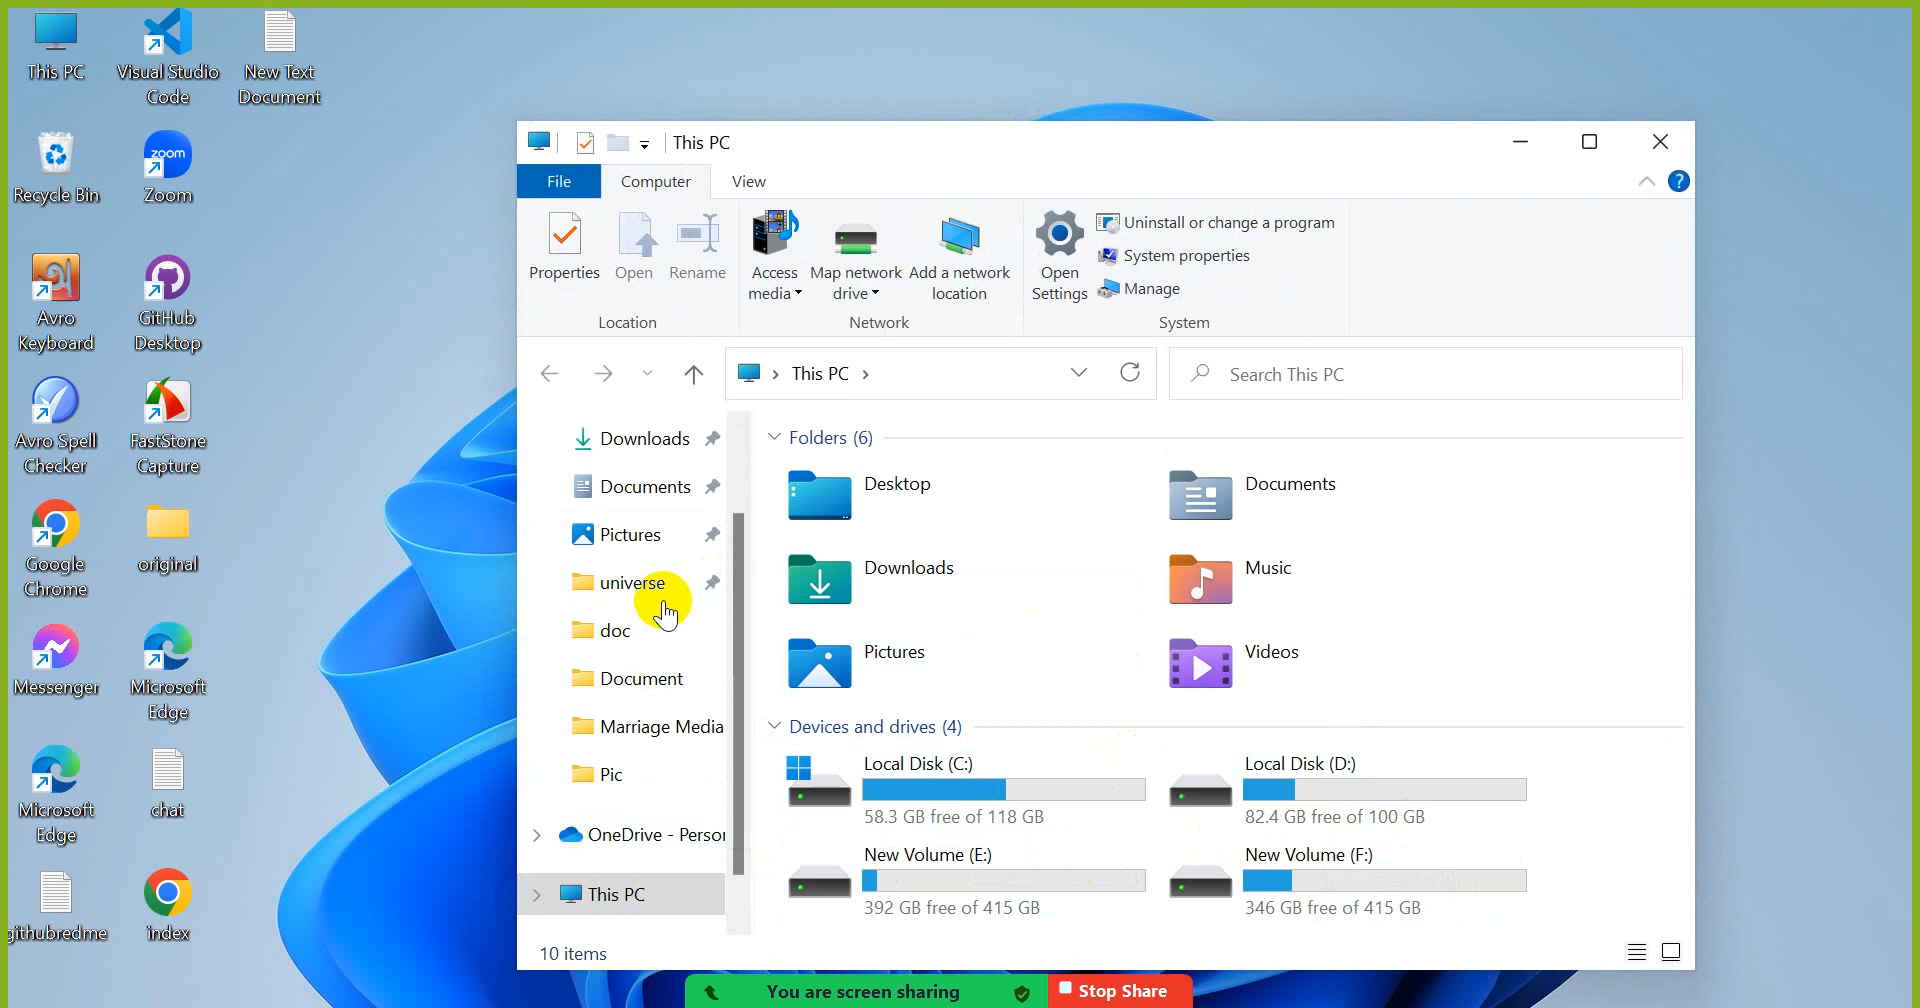 This PC
Visual Studio
Code
New Text
Document
Recycle Bin
zoom
Zoom
Avro
Keyboard
GitHub
Desktop
Avro Spell
Checker
FastStone
Capture
Google
Chrome
original
Messenger
Microsoft
Edge
Microsoft
Edge
chat
githubredme
index
This PC
File
Computer
View
?
Properties
Open
Rename
Location
Access
media
Map network
drive
Add a network
location
Network
Open
Settings
Uninstall or change a program
System properties
Manage
System
This PC
Search This PC
Downloads
Documents
Pictures
universe
doc
Document
Marriage Media
Pic
OneDrive - Person
This PC
Folders (6)
Desktop
Documents
Downloads
Music
Pictures
Videos
Devices and drives (4)
Local Disk (C:)
58.3 GB free of 118 GB
Local Disk (D:)
82.4 GB free of 100 GB
New Volume (E:)
392 GB free of 415 GB
New Volume (F:)
346 GB free of 415 GB
10 items
You are screen sharing
Stop Share